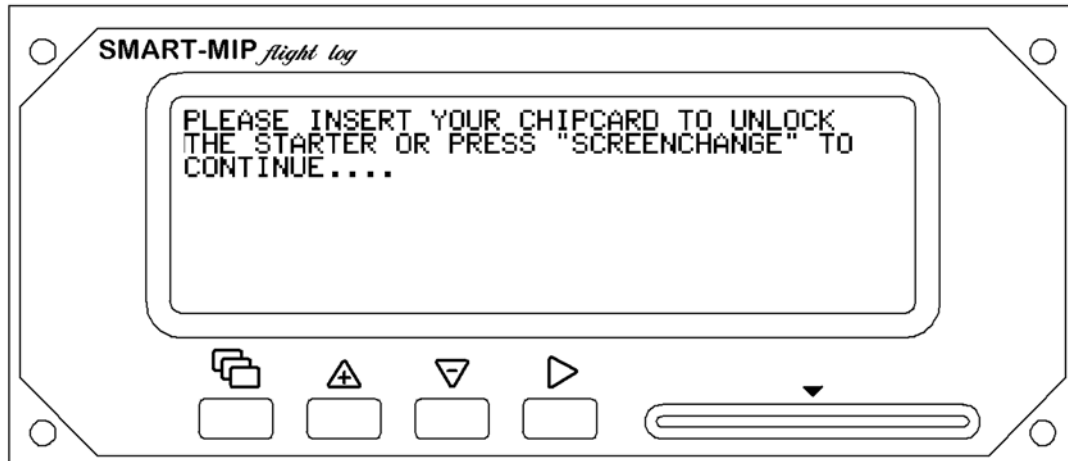 SMART-MIP flight log
PLEASE INSERT YOUR CHIPCARD TO UNLOCK
THE STARTER OR PRESS "SCREENCHANGE" TO
CONTINUE....